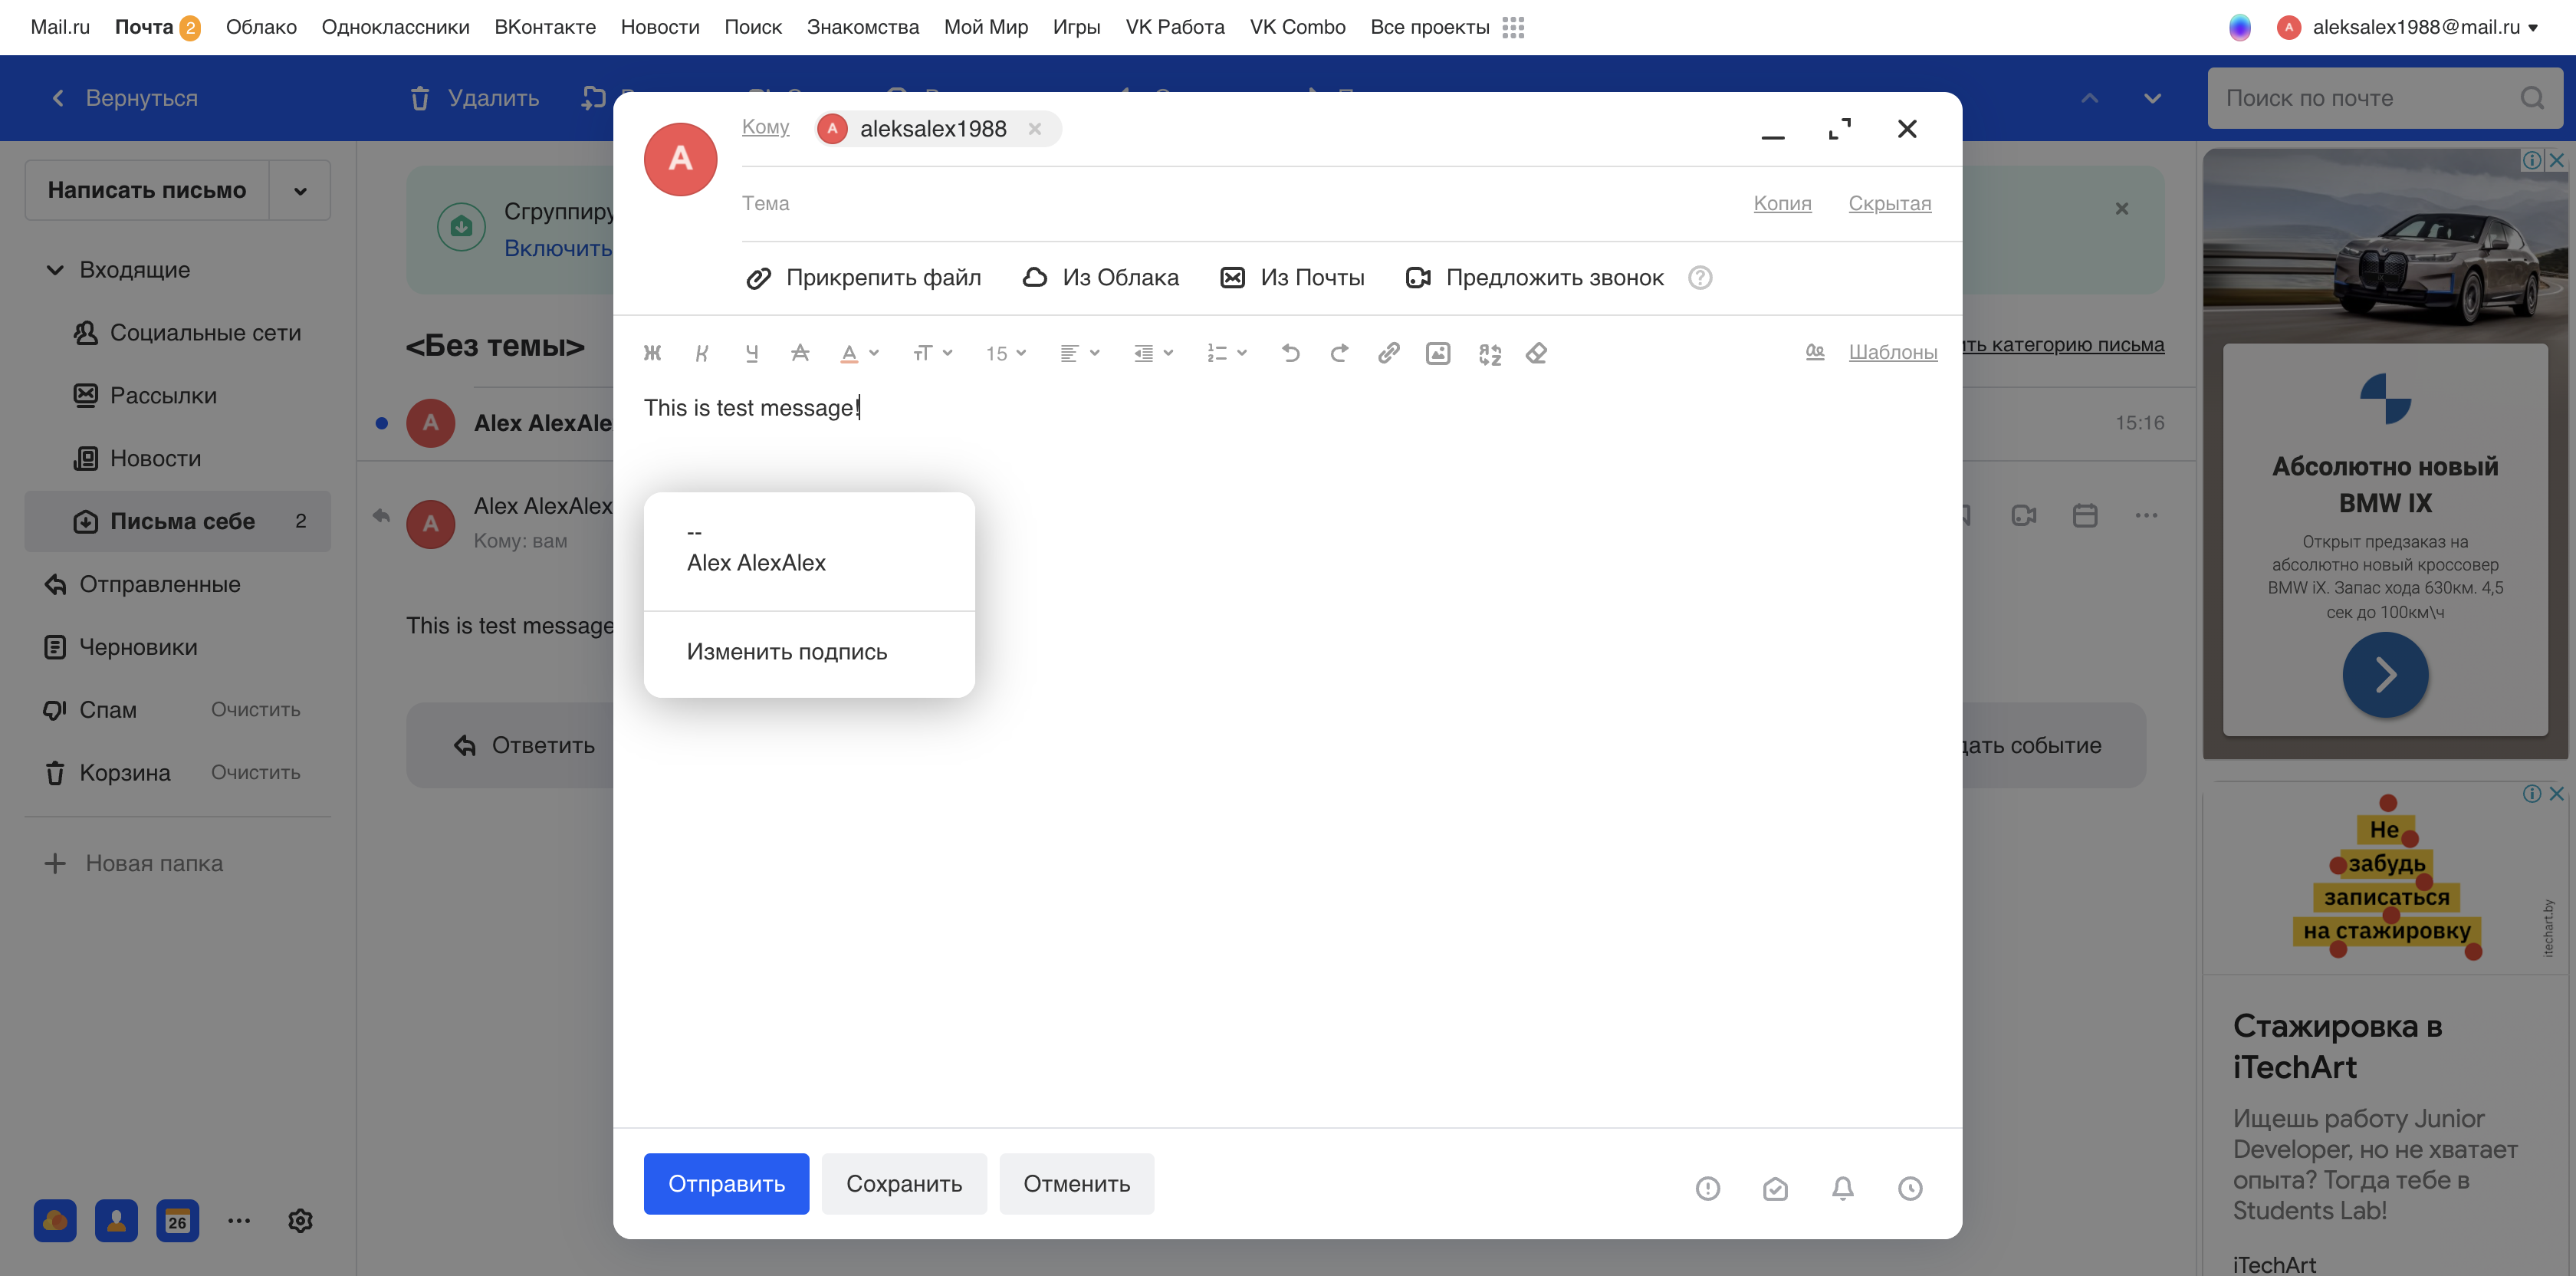 Mail.ru Почта 2 Облако Одноклассники ВКонтакте Новости Поиск Знакомства Мой Мир Игры VK Работа VK Combo Все проекты
A aleksalex1988@mail.ru
Вернуться
Удалить
Поиск по почте
Написать письмо
Входящие
Социальные сети
Рассылки
Новости
Письма себе 2
Отправленные
Черновики
Спам Очистить
Корзина Очистить
Новая папка
26
Сгруппиру
Включить
<Без темы>
ить категорию письма
A Alex AlexAle
15:16
A Alex AlexAlex
Кому: вам
This is test message
Ответить
дать событие
A
Кому A aleksalex1988
Тема Копия Скрытая
Прикрепить файл Из Облака Из Почты Предложить звонок ?
Ж К Ч А А тТ 15 Шаблоны
This is test message!
--
Alex AlexAlex
Изменить подпись
Отправить Сохранить Отменить
Абсолютно новый
BMW IX
Открыт предзаказ на
абсолютно новый кроссовер
BMW iX. Запас хода 630км. 4,5
сек до 100км\ч
Не
забудь
записаться
на стажировку
itechart.by
Стажировка в
iTechArt
Ищешь работу Junior
Developer, но не хватает
опыта? Тогда тебе в
Students Lab!
iTechArt